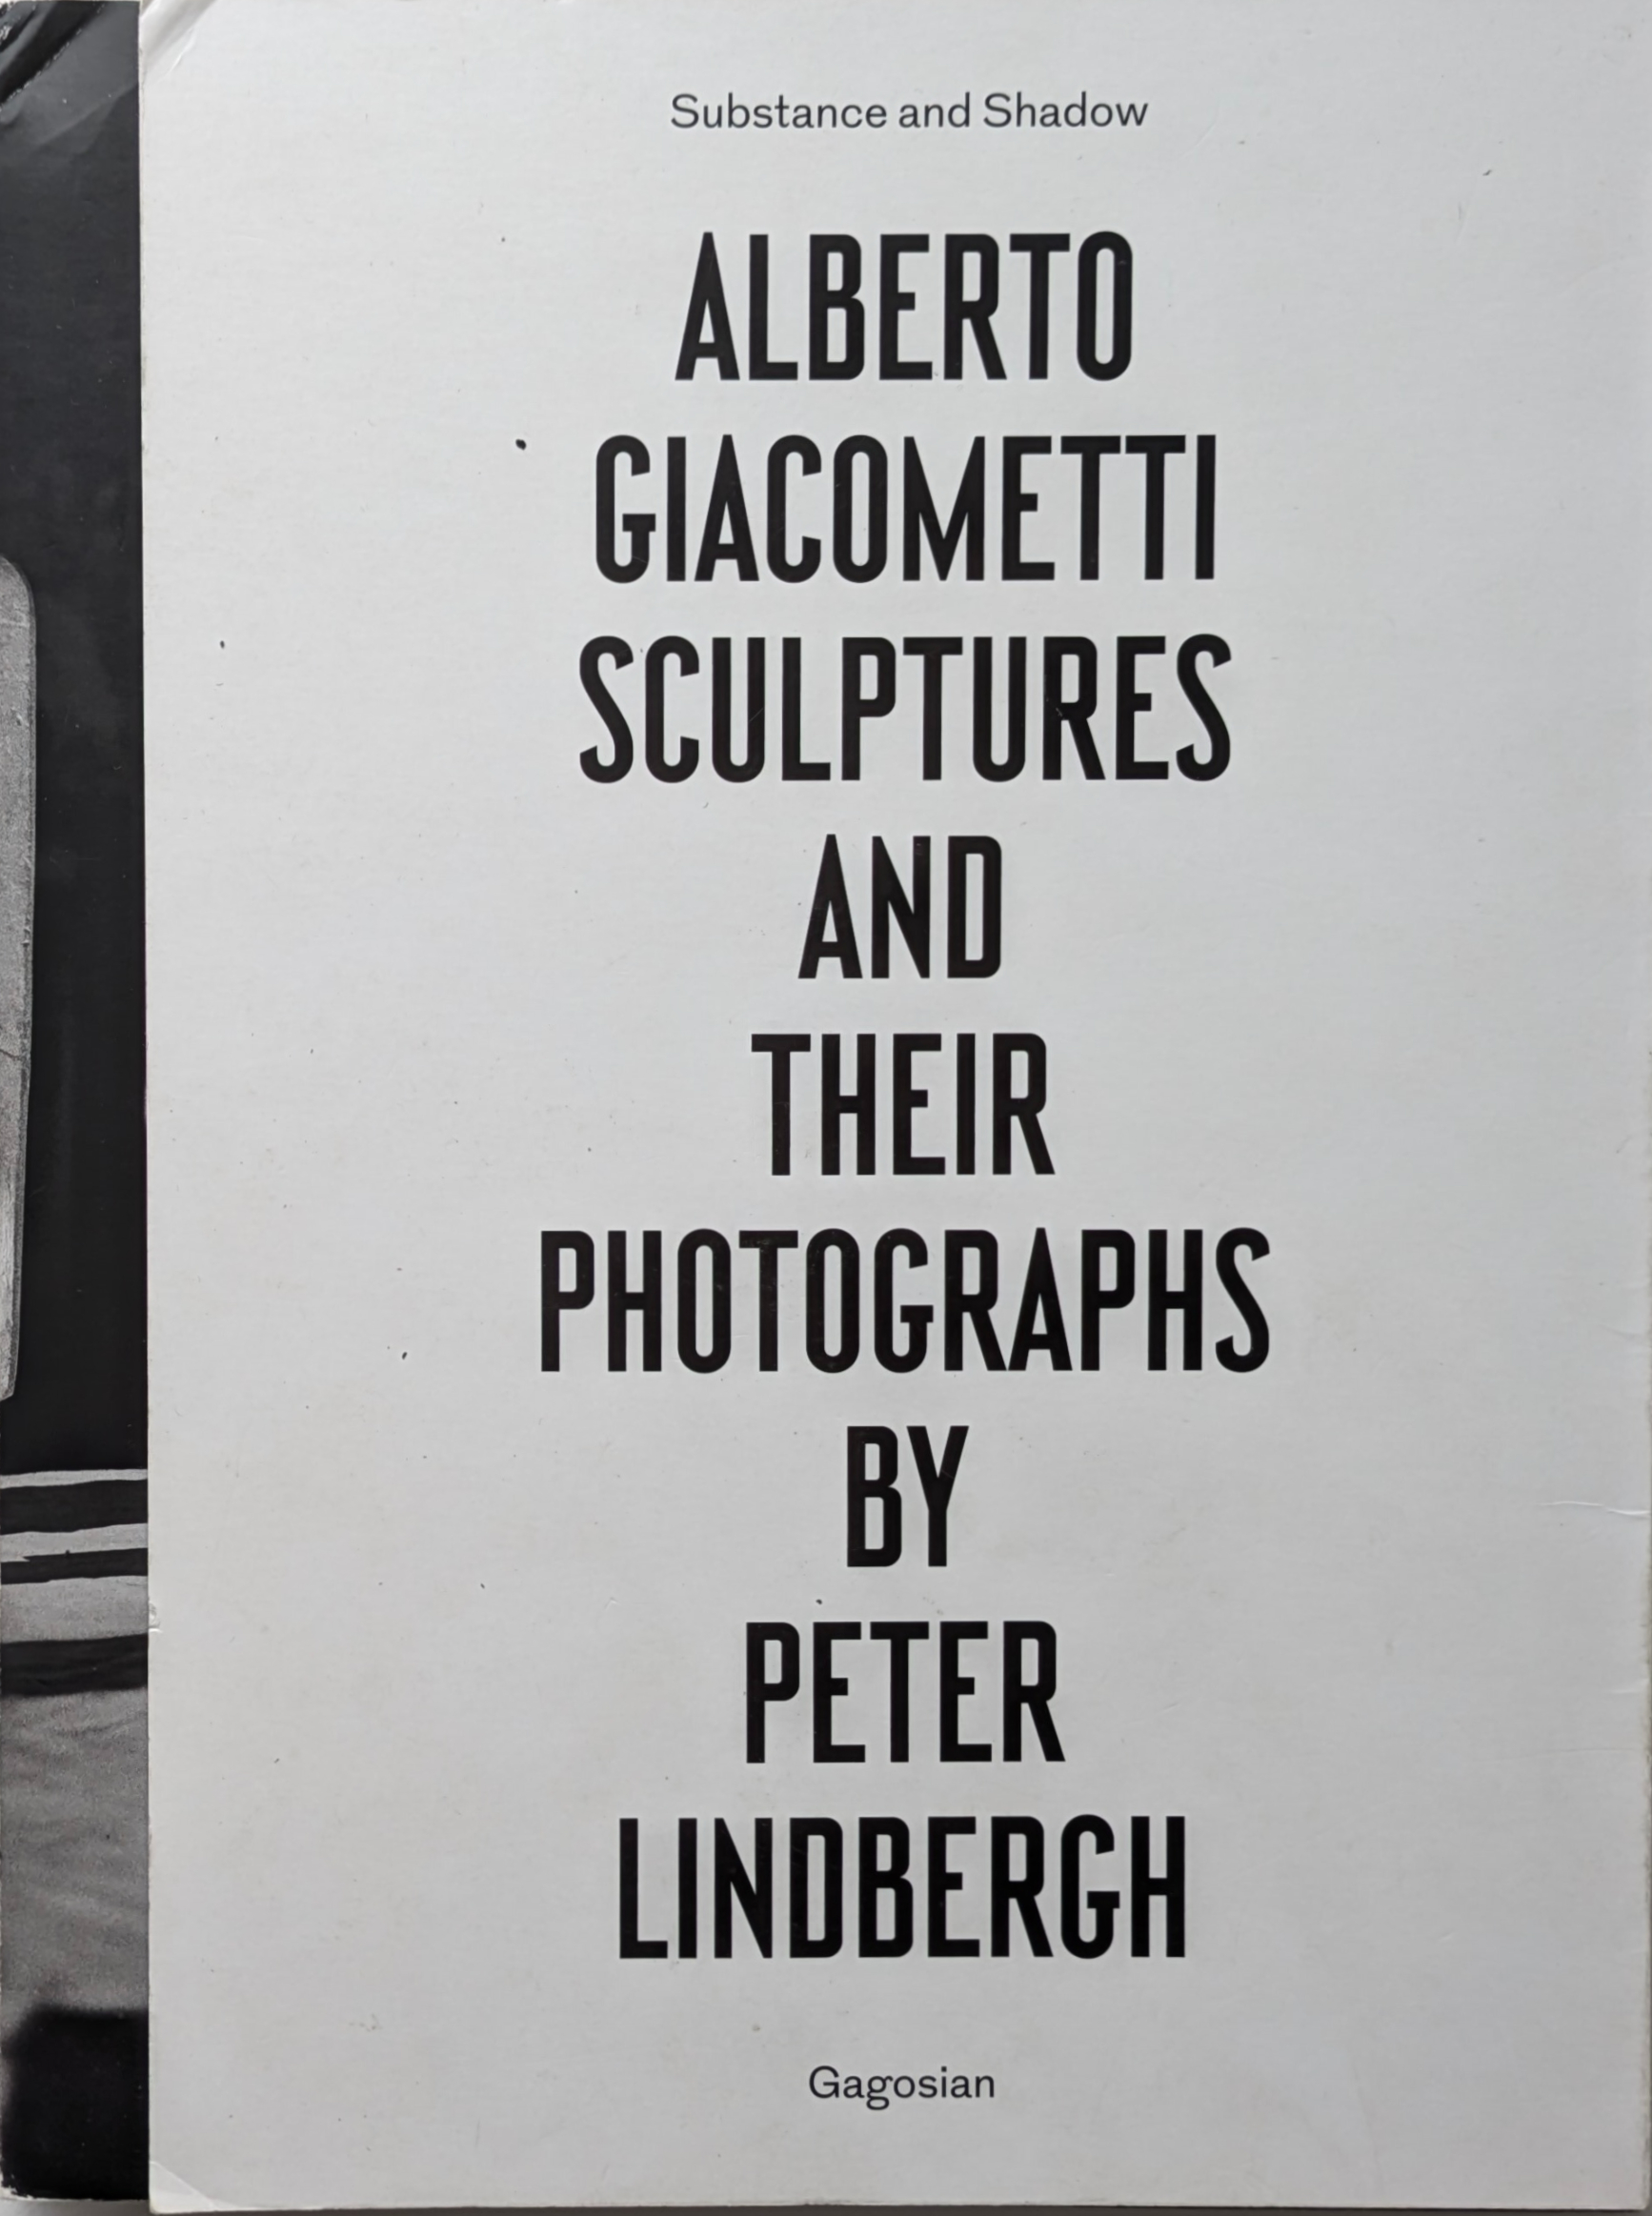 Substance and Shadow
ALBERTO
GIACOMETTI
SCULPTURES
AND
THEIR
PHOTOGRAPHS
BY
PETER
LINDBERGH
Gagosian